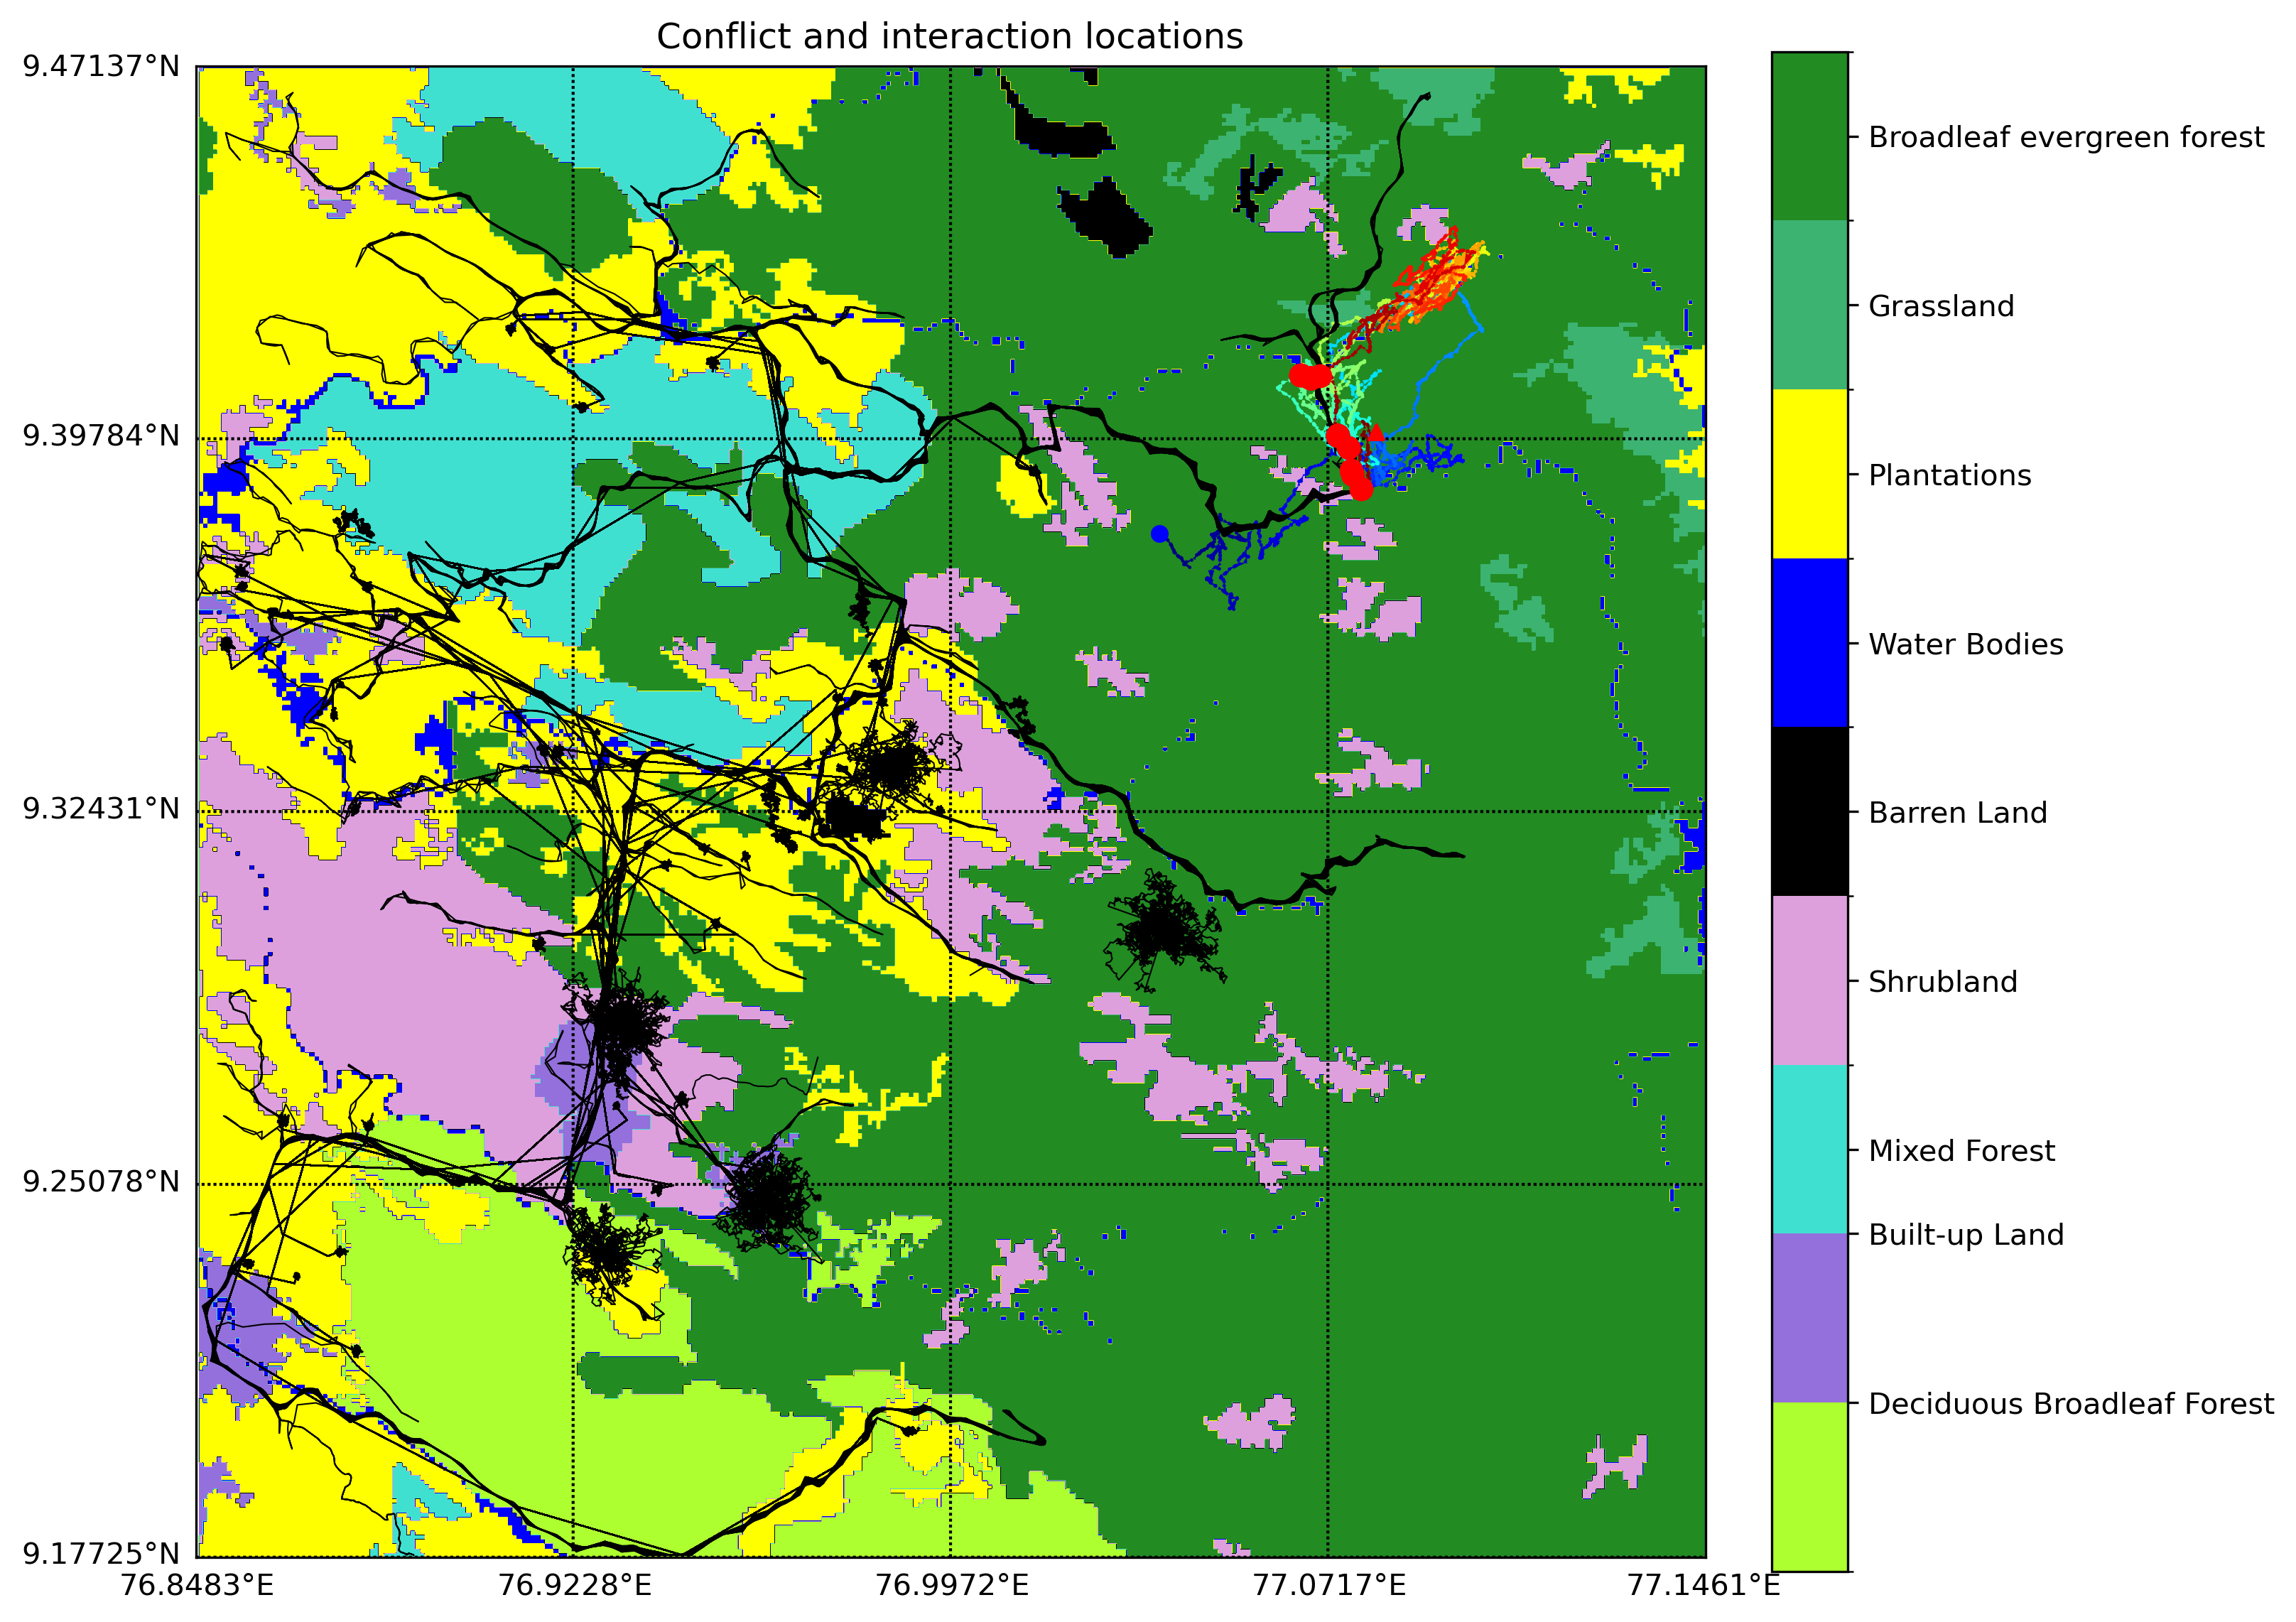 Conflict and interaction locations
9.47137°N
9.39784°N
9.32431°N
9.25078°N
9.17725°N
76.8483°E
76.9228°E
76.9972°E
77.0717°E
77.1461°E
Broadleaf evergreen forest
Grassland
Plantations
Water Bodies
Barren Land
Shrubland
Mixed Forest
Built-up Land
Deciduous Broadleaf Forest